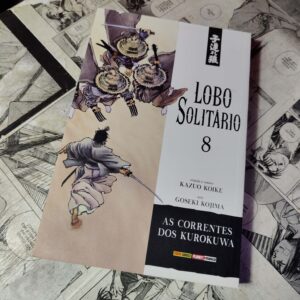 子連れ狼
LOBO
SOLITÁRIO
8
KAZUO KOIKE
GOSEKI KOJIMA
AS CORRENTES
DOS KUROKUWA